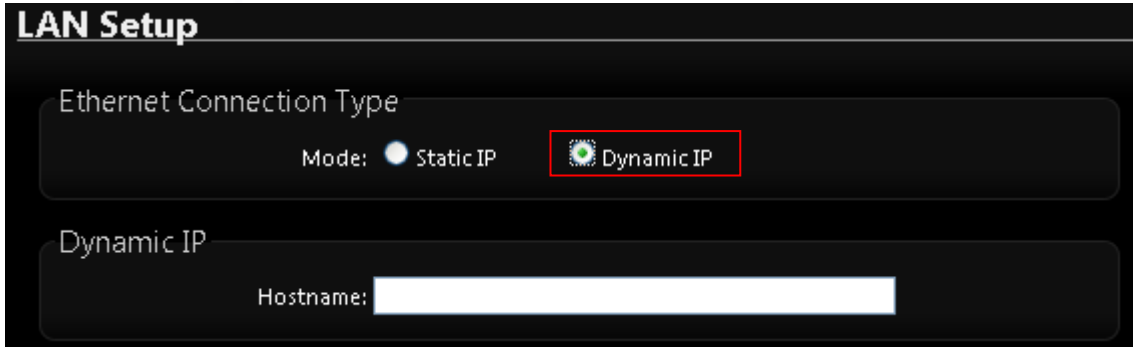 LAN Setup
Ethernet Connection Type
Mode: Static IP Dynamic IP
Dynamic IP
Hostname: